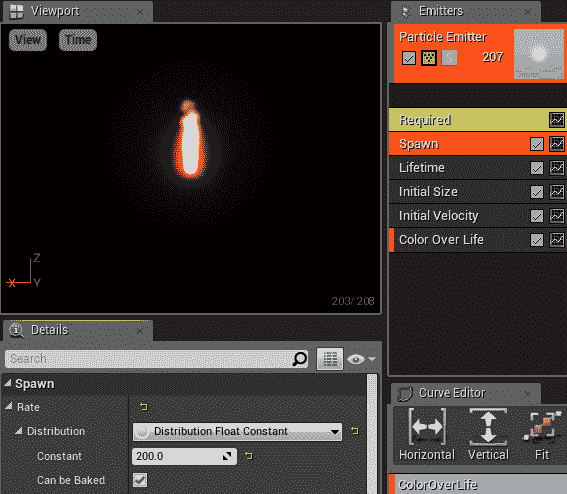 Viewport
View Time
Z
X Y
203/ 208
Emitters
Particle Emitter
207
Required
Spawn
Lifetime
Initial Size
Initial Velocity
Color Over Life
Details
Search
Spawn
Rate
Distribution Distribution Float Constant
Constant 200.0
Can be Baked
Curve Editor
Horizontal Vertical Fit
ColorOverLife